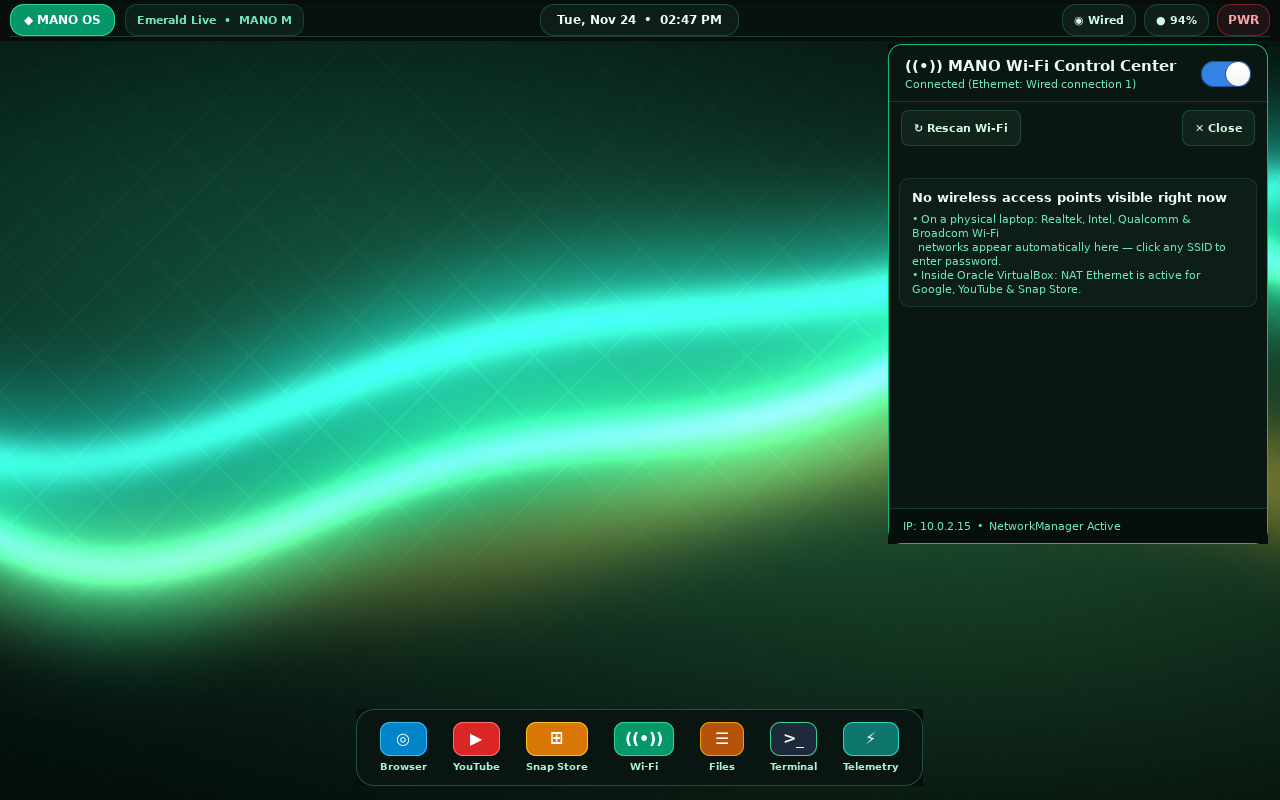 ◆ MANO OS
Emerald Live • MANO M
Tue, Nov 24 • 02:47 PM
◉ Wired
● 94%
PWR
((•)) MANO Wi-Fi Control Center
Connected (Ethernet: Wired connection 1)
↻ Rescan Wi-Fi
✕ Close
No wireless access points visible right now
• On a physical laptop: Realtek, Intel, Qualcomm &
Broadcom Wi-Fi
networks appear automatically here — click any SSID to
enter password.
• Inside Oracle VirtualBox: NAT Ethernet is active for
Google, YouTube & Snap Store.
IP: 10.0.2.15 • NetworkManager Active
Browser
YouTube
Snap Store
((•))
Wi-Fi
Files
>_
Terminal
Telemetry